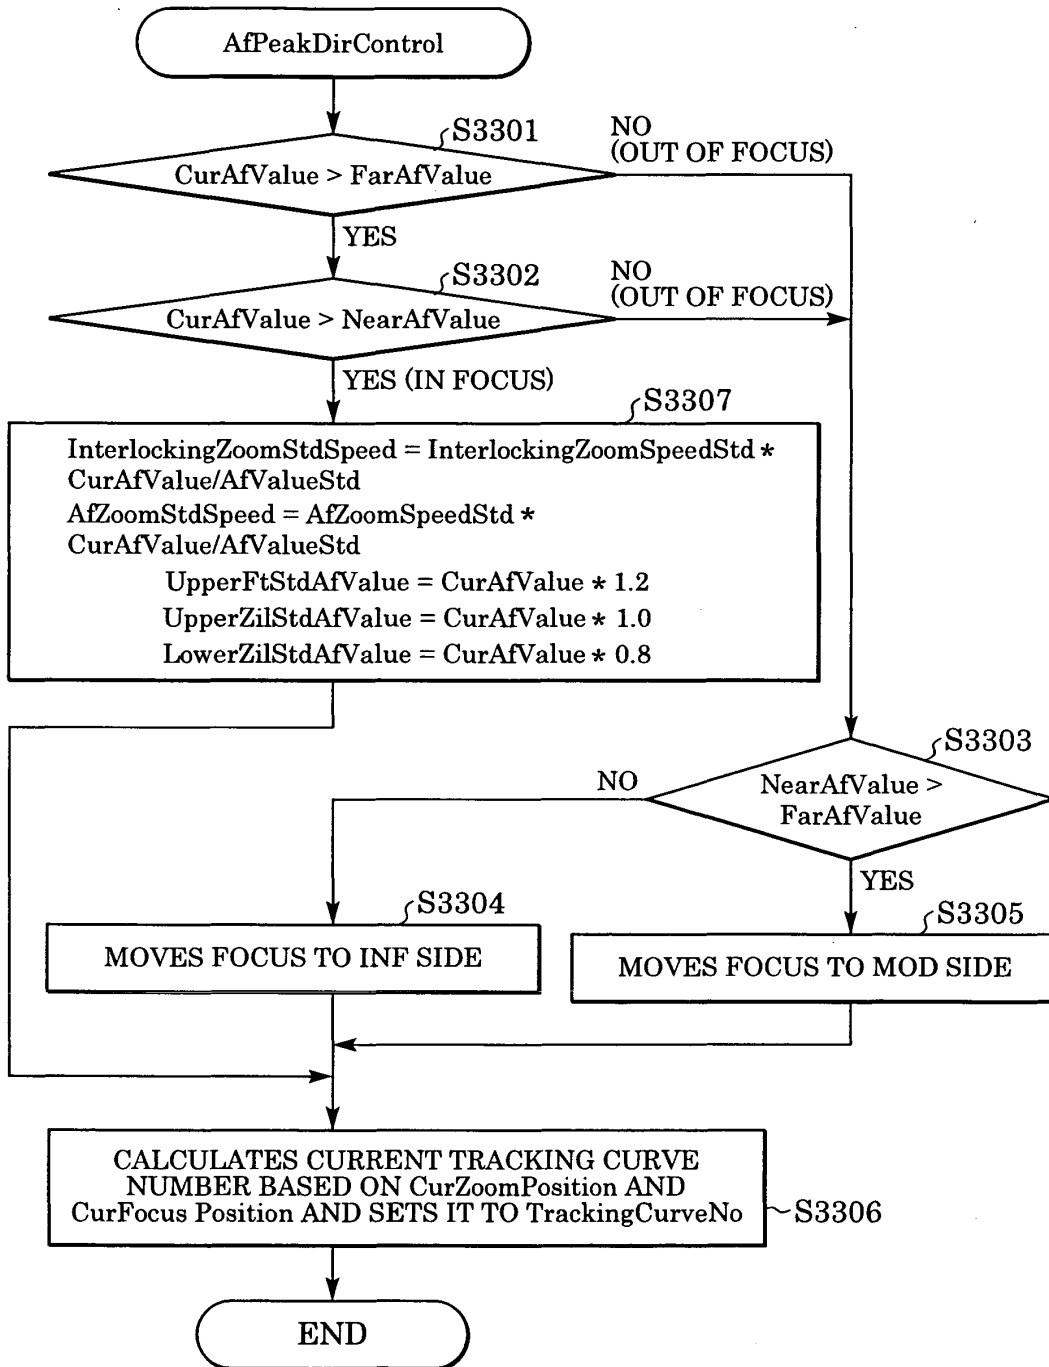 AfPeakDirControl
S3301
NO
(OUT OF FOCUS)
CurAfValue > FarAfValue
YES
S3302
NO
(OUT OF FOCUS)
CurAfValue > NearAfValue
YES (IN FOCUS)
S3307
InterlockingZoomStdSpeed = InterlockingZoomSpeedStd *
CurAfValue/AfValueStd
AfZoomStdSpeed = AfZoomSpeedStd *
CurAfValue/AfValueStd
UpperFtStdAfValue = CurAfValue * 1.2
UpperZilStdAfValue = CurAfValue * 1.0
LowerZilStdAfValue = CurAfValue * 0.8
S3303
NO
NearAfValue >
FarAfValue
YES
S3304
S3305
MOVES FOCUS TO INF SIDE
MOVES FOCUS TO MOD SIDE
CALCULATES CURRENT TRACKING CURVE
NUMBER BASED ON CurZoomPosition AND
CurFocus Position AND SETS IT TO TrackingCurveNo
S3306
END